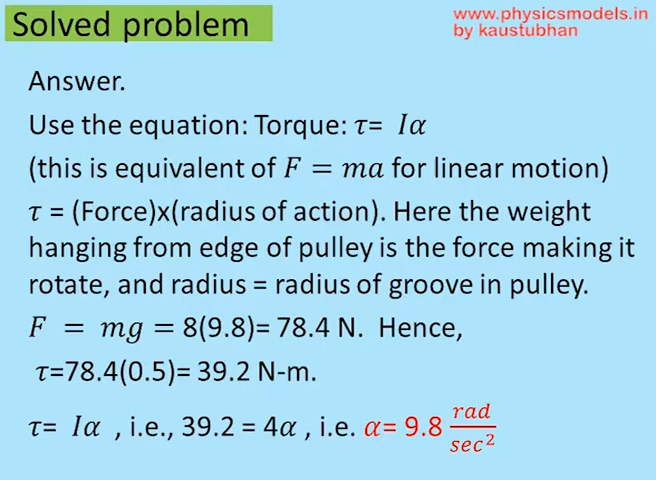 Solved problem
www.physicsmodels.in
by kaustubhan
Answer.
Use the equation: Torque: τ= Iα
(this is equivalent of F = ma for linear motion)
τ = (Force)x(radius of action). Here the weight
hanging from edge of pulley is the force making it
rotate, and radius = radius of groove in pulley.
F = mg = 8(9.8)= 78.4 N. Hence,
τ=78.4(0.5)= 39.2 N-m.
τ= Iα , i.e., 39.2 = 4α , i.e. α= 9.8 rad/sec²